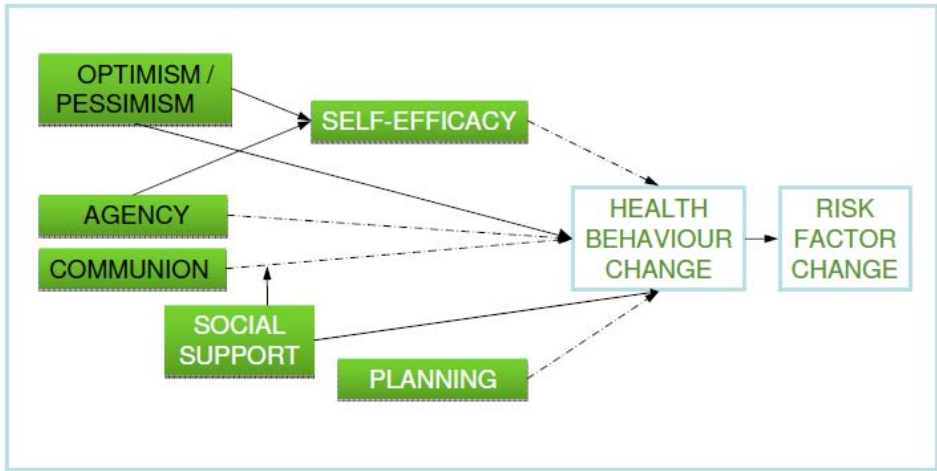 OPTIMISM /
PESSIMISM
SELF-EFFICACY
AGENCY
COMMUNION
HEALTH
BEHAVIOUR
CHANGE
RISK
FACTOR
CHANGE
SOCIAL
SUPPORT
PLANNING